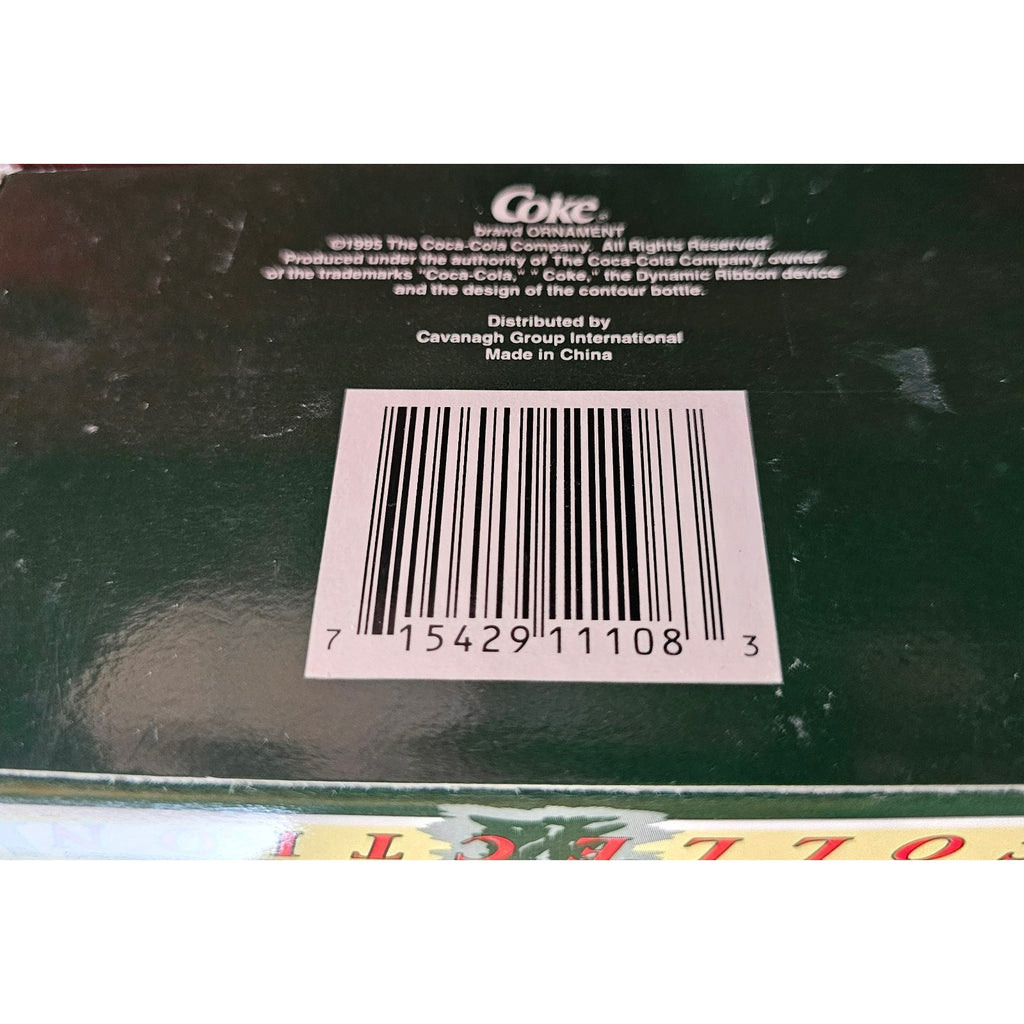 Coke®
brand ORNAMENT
©1995 The Coca-Cola Company. All Rights Reserved.
Produced under the authority of The Coca-Cola Company, owner
of the trademarks "Coca-Cola," " Coke," the Dynamic Ribbon device
and the design of the contour bottle.
Distributed by
Cavanagh Group International
Made in China
7 15429 11108 3
COLLECTION